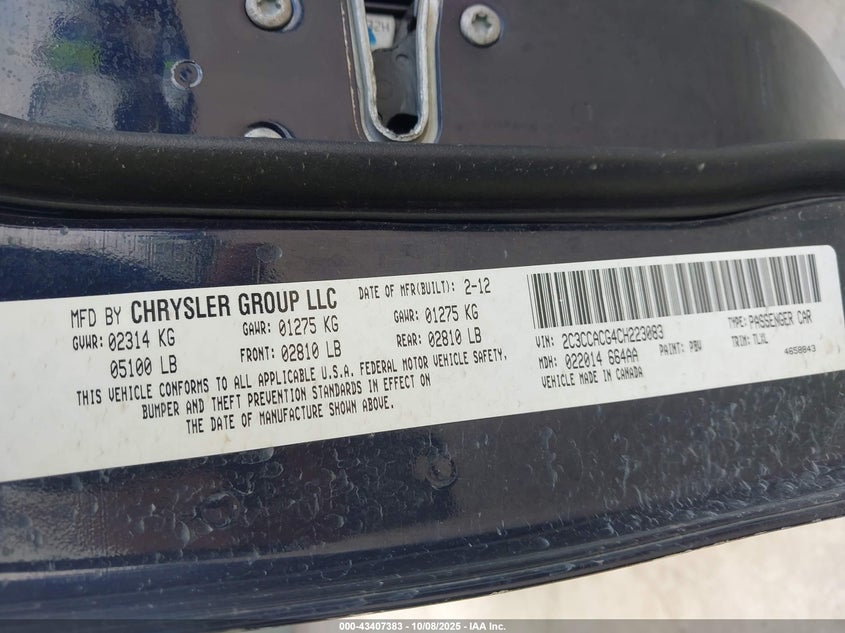 MFD BY CHRYSLER GROUP LLC DATE OF MFR(BUILT): 2-12
GVWR: 02314 KG GAWR: 01275 KG GAWR: 01275 KG
05100 LB FRONT: 02810 LB REAR: 02810 LB
THIS VEHICLE CONFORMS TO ALL APPLICABLE U.S.A. FEDERAL MOTOR VEHICLE SAFETY,
BUMPER AND THEFT PREVENTION STANDARDS IN EFFECT ON
THE DATE OF MANUFACTURE SHOWN ABOVE.
VIN: 2C3CCACG4CH223083 TYPE: PASSENGER CAR
MDH: 022014 664AA PAINT: PBV TRIM: TLXL
VEHICLE MADE IN CANADA 4658843
000-43407383 | 10/08/2025 - IAA Inc.